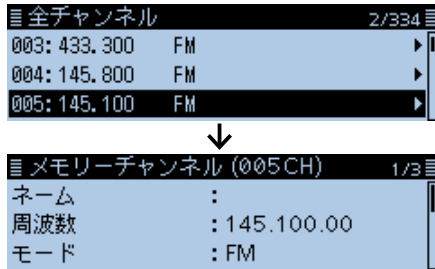 全チャンネル 2/334
003:433.300 FM
004:145.800 FM
005:145.100 FM
メモリーチャンネル (005CH) 1/3
ネーム :
周波数 :145.100.00
モード :FM